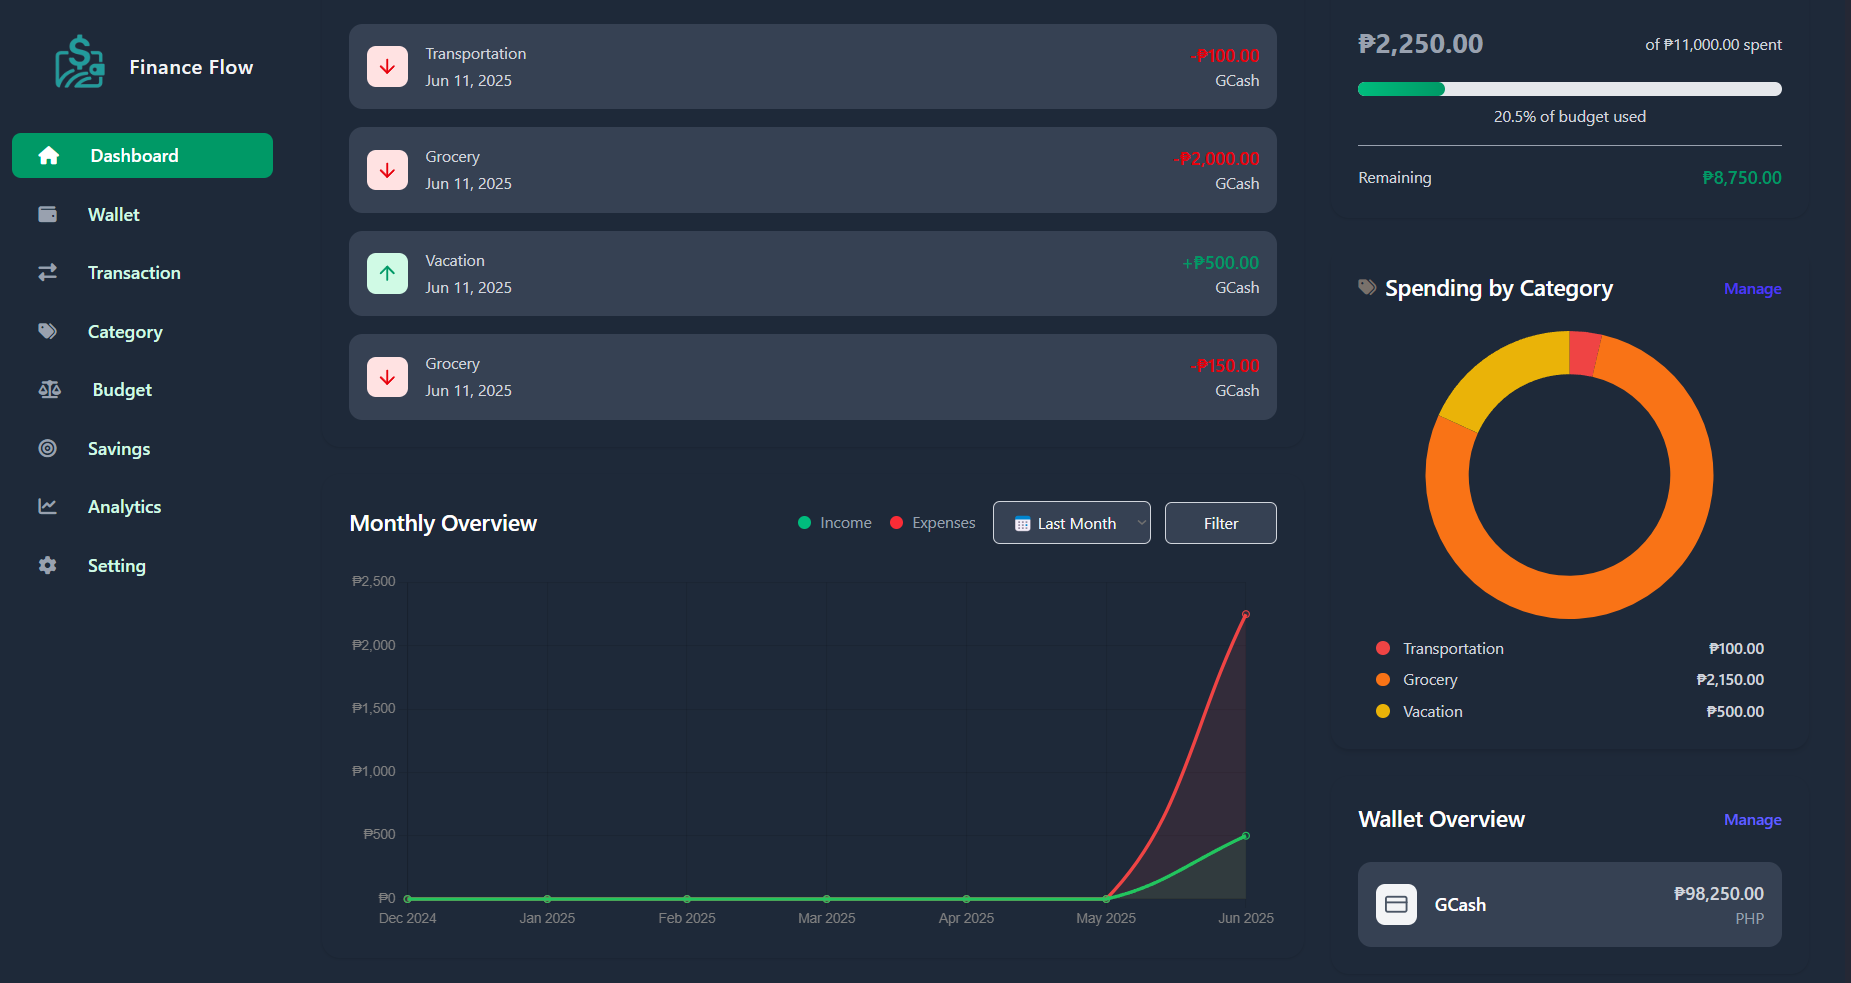 Finance Flow
Dashboard
Wallet
Transaction
Category
Budget
Savings
Analytics
Setting
Transportation
-₱100.00
Jun 11, 2025
GCash
Grocery
-₱2,000.00
Jun 11, 2025
GCash
Vacation
+₱500.00
Jun 11, 2025
GCash
Grocery
-₱150.00
Jun 11, 2025
GCash
Monthly Overview
Income
Expenses
Last Month
Filter
₱2,500
₱2,000
₱1,500
₱1,000
₱500
₱0
Dec 2024
Jan 2025
Feb 2025
Mar 2025
Apr 2025
May 2025
Jun 2025
₱2,250.00
of ₱11,000.00 spent
20.5% of budget used
Remaining
₱8,750.00
Spending by Category
Manage
Transportation
₱100.00
Grocery
₱2,150.00
Vacation
₱500.00
Wallet Overview
Manage
GCash
₱98,250.00
PHP